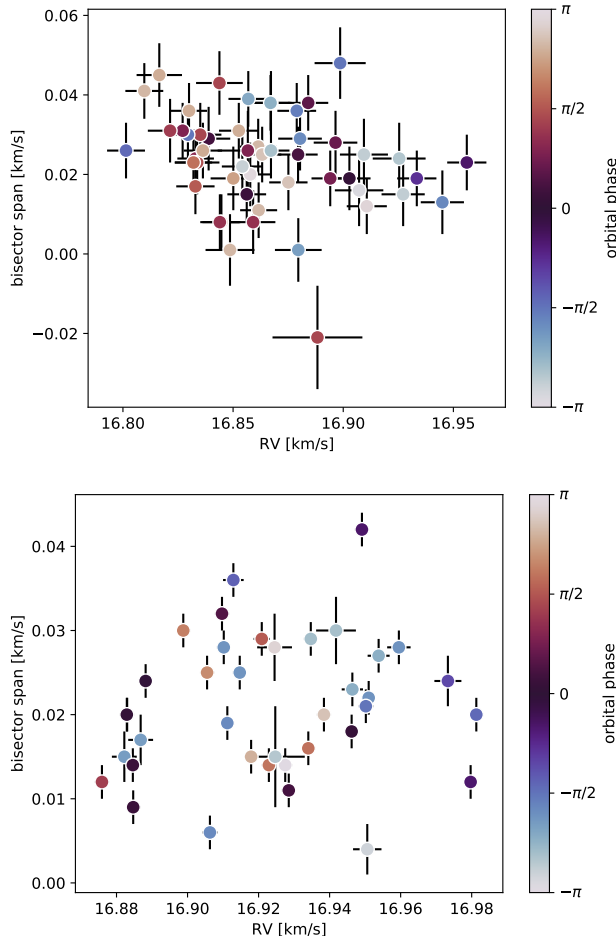 0.06
0.04
0.02
0.00
−0.02
bisector span [km/s]
16.80 16.85 16.90 16.95
RV [km/s]
π
π/2
0
−π/2
−π
orbital phase
0.04
0.03
0.02
0.01
0.00
bisector span [km/s]
16.88 16.90 16.92 16.94 16.96 16.98
RV [km/s]
π
π/2
0
−π/2
−π
orbital phase